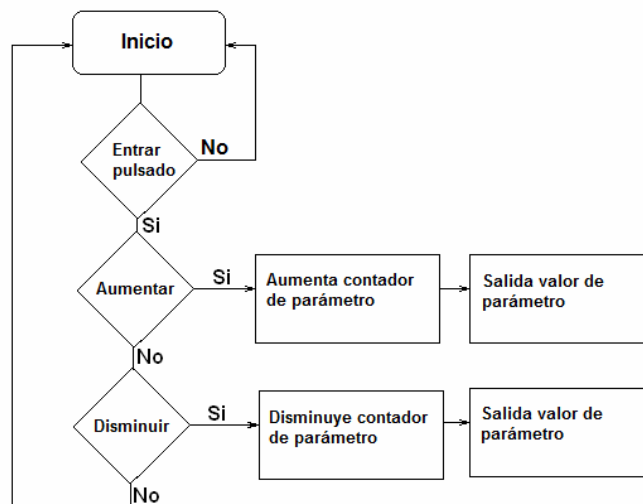 Inicio
Entrar
pulsado
No
Si
Aumentar
Si
Aumenta contador
de parámetro
Salida valor de
parámetro
No
Disminuir
Si
Disminuye contador
de parámetro
Salida valor de
parámetro
No